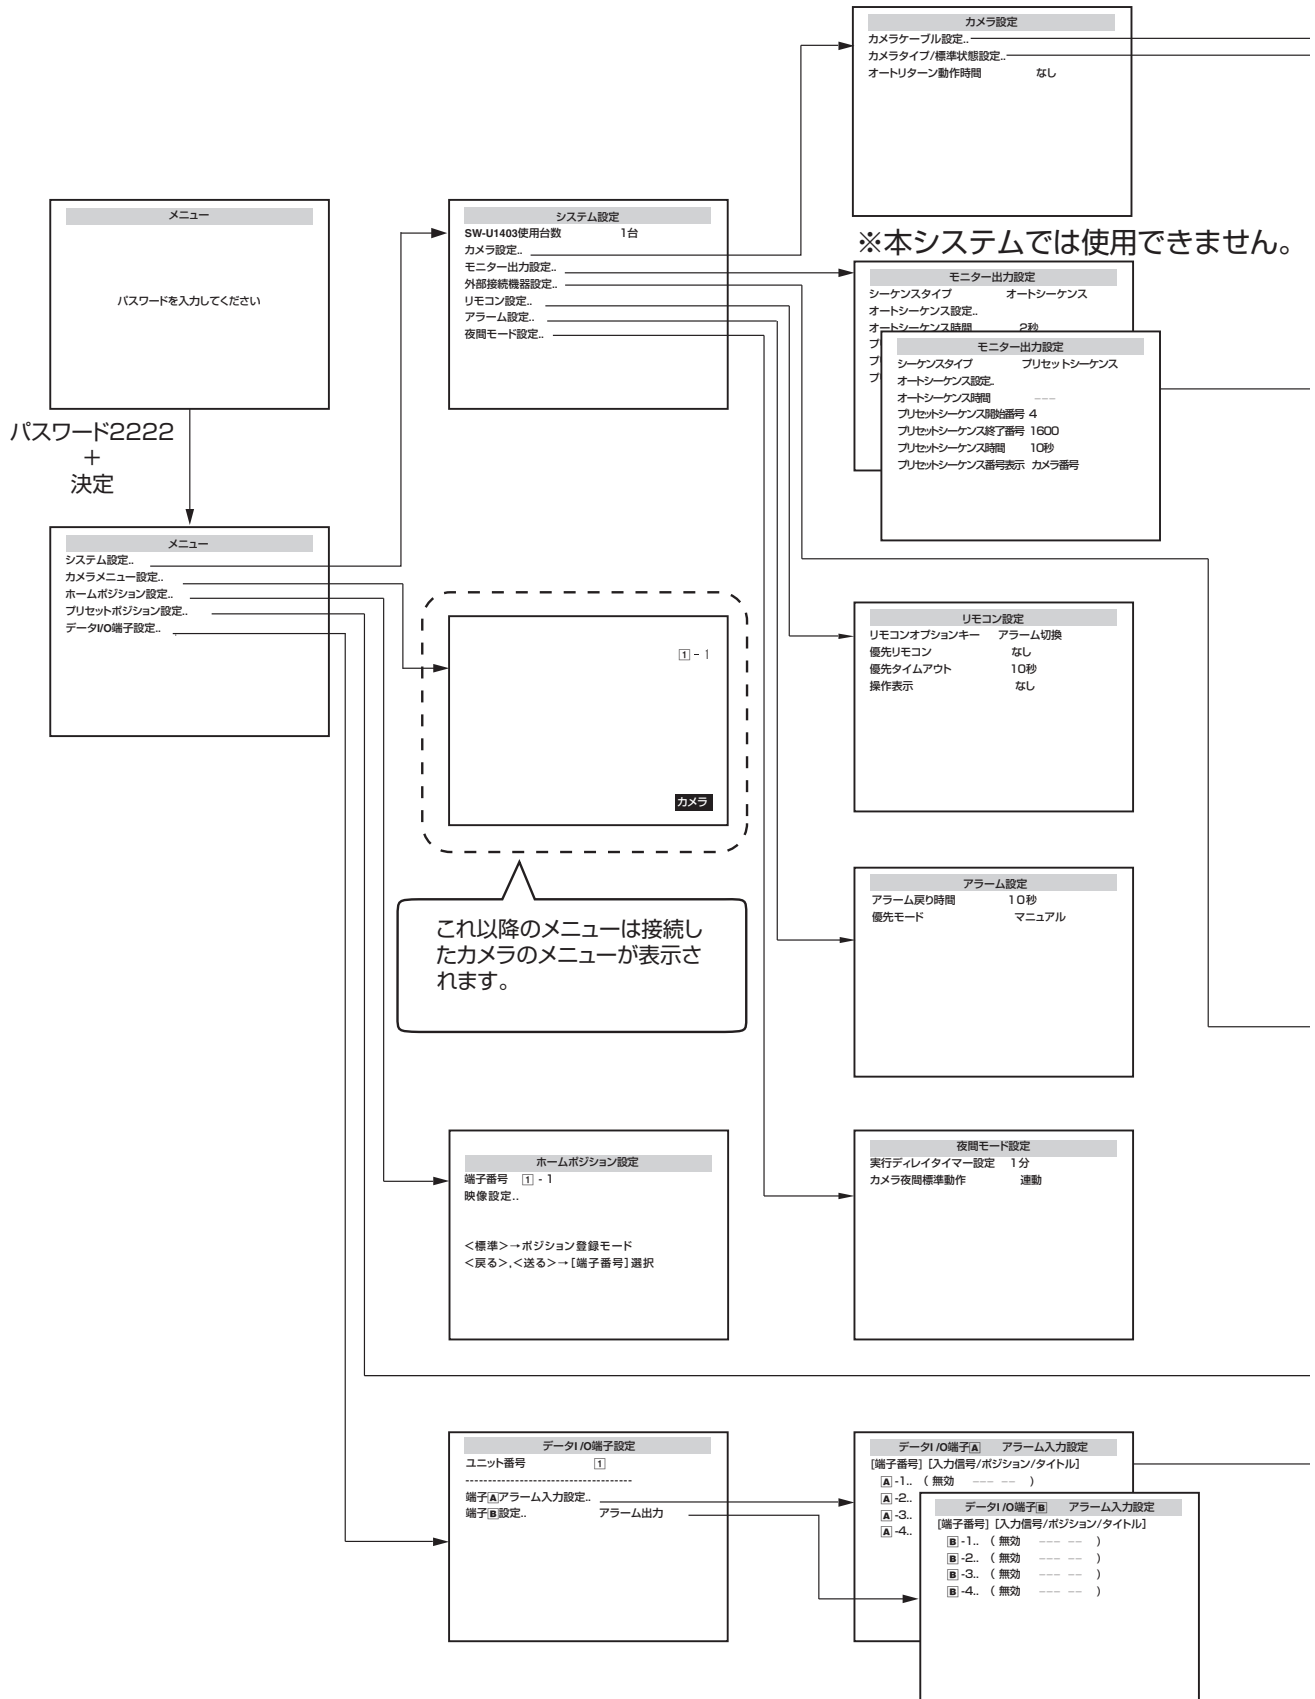 カメラ設定
カメラケーブル設定..
カメラタイプ/標準状態設定..
オートリターン動作時間 なし
※本システムでは使用できません。
メニュー
パスワードを入力してください
パスワード2222
+
決定
メニュー
システム設定..
カメラメニュー設定..
ホームポジション設定..
プリセットポジション設定..
データI/O端子設定..
システム設定
SW-U1403使用台数 1台
カメラ設定..
モニター出力設定..
外部接続機器設定..
リモコン設定..
アラーム設定..
夜間モード設定..
モニター出力設定
シーケンスタイプ オートシーケンス
オートシーケンス設定..
オートシーケンス時間 2秒
プ
プ
プ
モニター出力設定
シーケンスタイプ プリセットシーケンス
オートシーケンス設定..
オートシーケンス時間 ---
プリセットシーケンス開始番号 4
プリセットシーケンス終了番号 1600
プリセットシーケンス時間 10秒
プリセットシーケンス番号表示 カメラ番号
1 - 1
カメラ
これ以降のメニューは接続し
たカメラのメニューが表示さ
れます。
リモコン設定
リモコンオプションキー アラーム切換
優先リモコン なし
優先タイムアウト 10秒
操作表示 なし
アラーム設定
アラーム戻り時間 10秒
優先モード マニュアル
ホームポジション設定
端子番号 1 - 1
映像設定..
<標準>→ポジション登録モード
<戻る>,<送る>→[端子番号]選択
夜間モード設定
実行ディレイタイマー設定 1分
カメラ夜間標準動作 連動
データI/O端子設定
ユニット番号 1
-------------------------------------
端子Aアラーム入力設定..
端子B設定.. アラーム出力
データI/O端子A アラーム入力設定
[端子番号] [入力信号/ポジション/タイトル]
A-1.. ( 無効 --- -- )
A-2..
A-3..
A-4..
データI/O端子B アラーム入力設定
[端子番号] [入力信号/ポジション/タイトル]
B-1.. ( 無効 --- -- )
B-2.. ( 無効 --- -- )
B-3.. ( 無効 --- -- )
B-4.. ( 無効 --- -- )